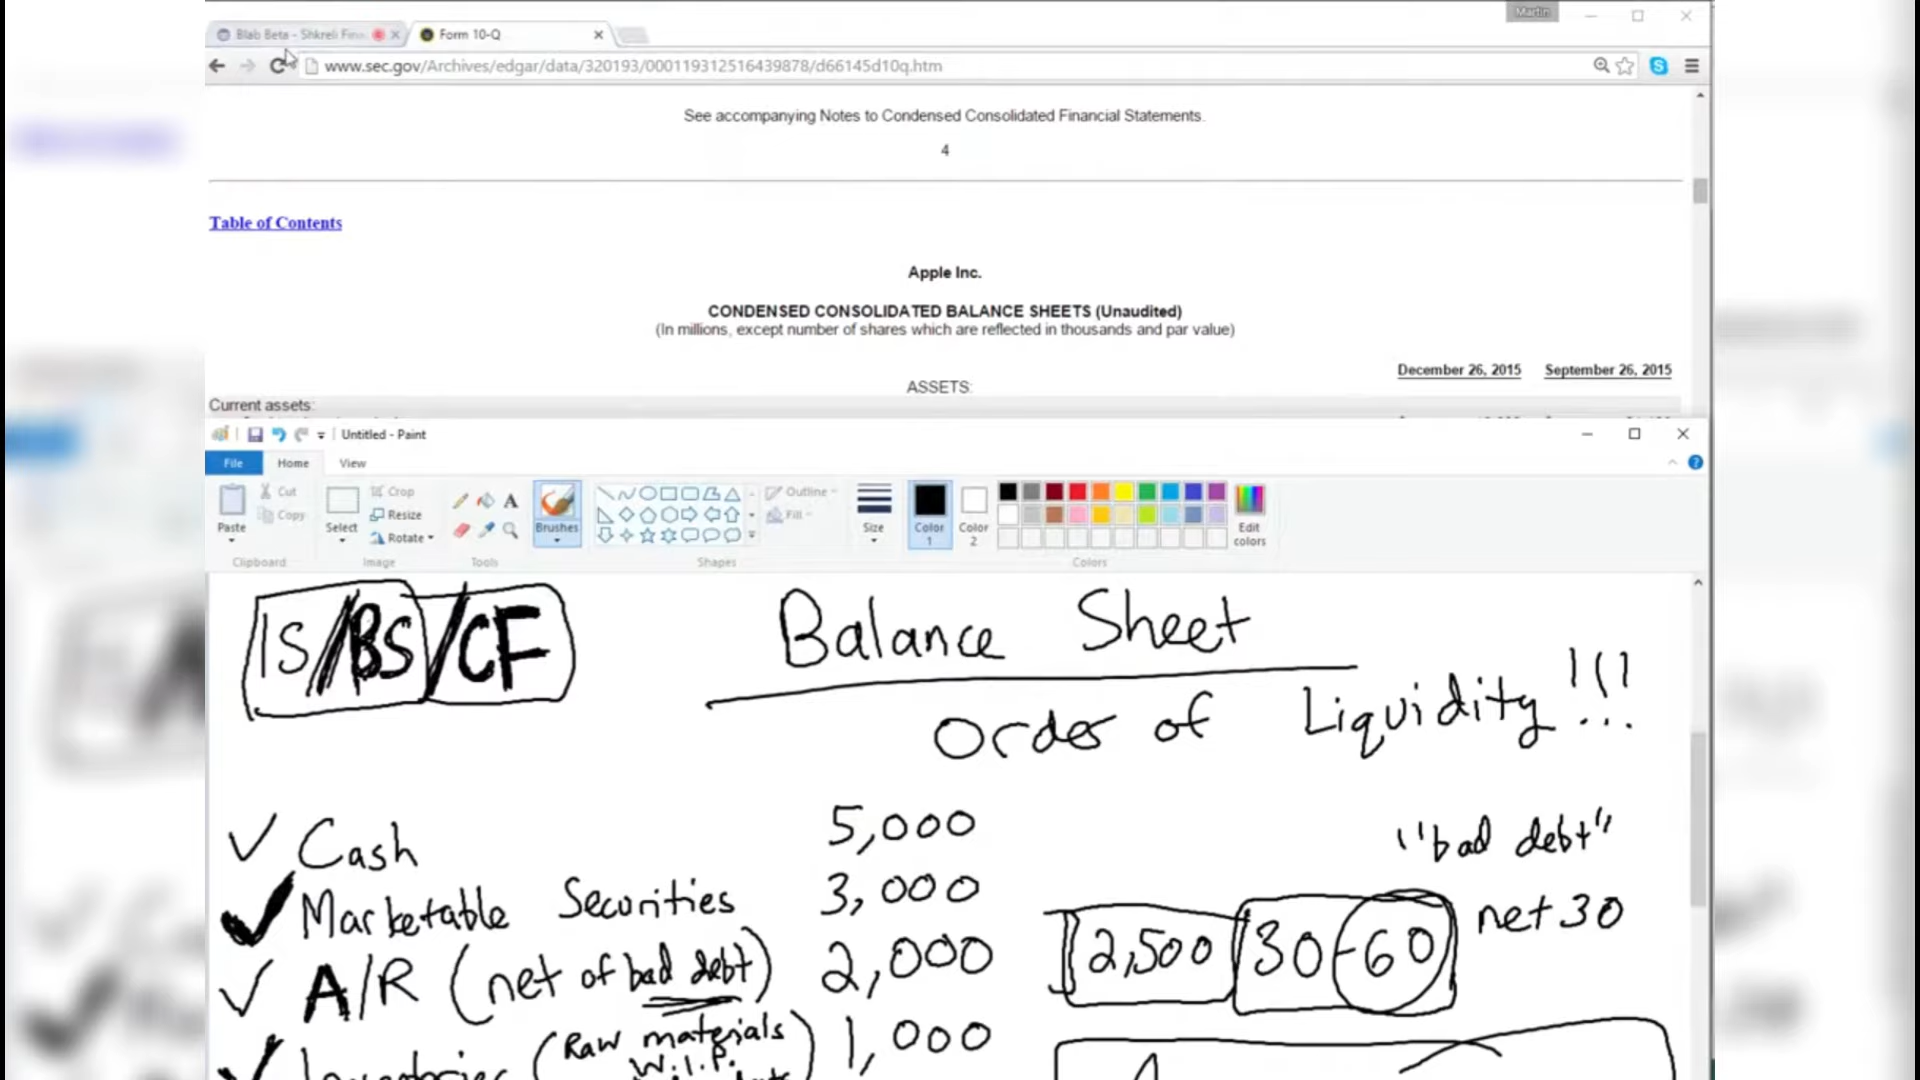 Martin
Blab Beta - Shkreli Fin
Form 10-Q
www.sec.gov/Archives/edgar/data/320193/000119312516439878/d66145d10q.htm
See accompanying Notes to Condensed Consolidated Financial Statements.
4
Table of Contents
Apple Inc.
CONDENSED CONSOLIDATED BALANCE SHEETS (Unaudited)
(In millions, except number of shares which are reflected in thousands and par value)
December 26, 2015 September 26, 2015
ASSETS:
Current assets:
Untitled - Paint
File Home View
Paste
Cut
Copy
Clipboard
Select
Crop
Resize
Rotate
Image
Tools
Brushes
Shapes
Outline
Fill
Size
Color 1
Color 2
Edit colors
Colors
IS/BS/CF
Balance Sheet
Order of Liquidity !!!
Cash 5,000
Marketable Securities 3,000
A/R (net of bad debt) 2,000
"bad debt"
2,500 30-60 net 30
Inventories (Raw materials 1,000
W.I.P.